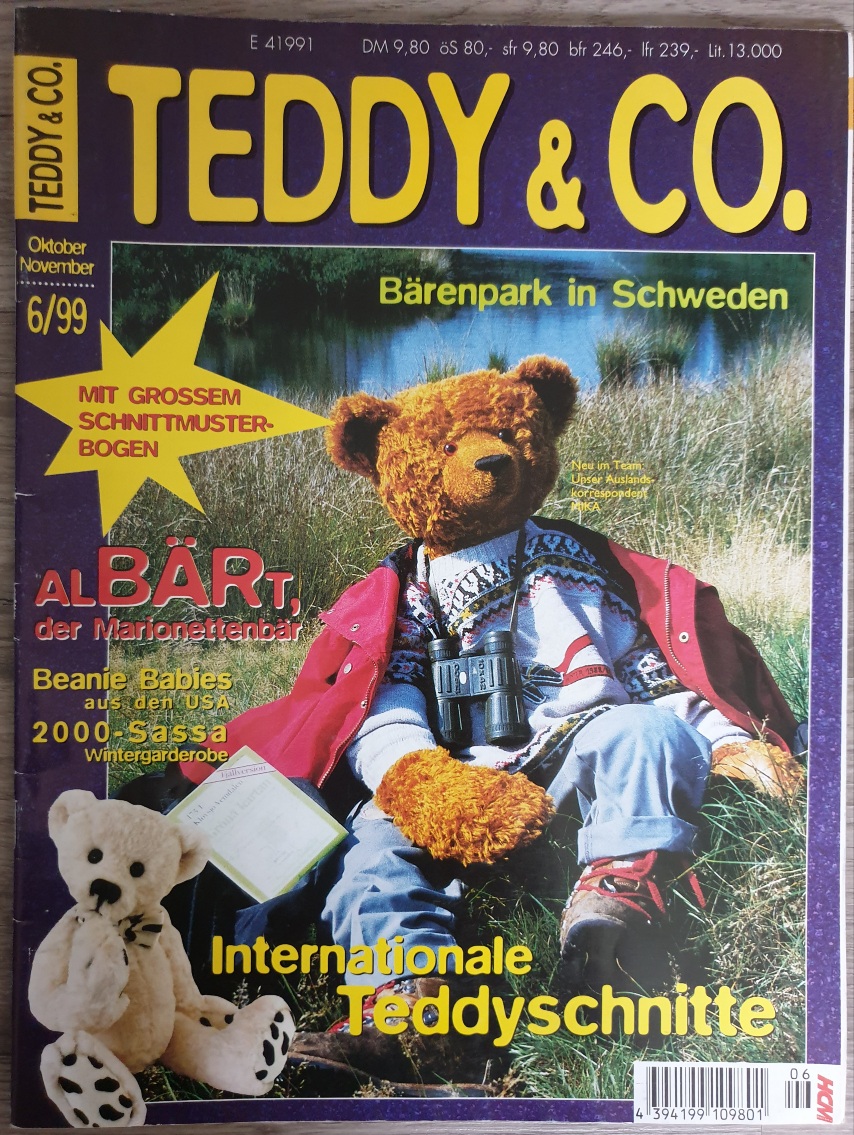 E 41991 DM 9,80 öS 80,- sfr 9,80 bfr 246,- lfr 239,- Lit. 13.000
TEDDY & CO.
TEDDY & CO.
Oktober
November
6/99
Bärenpark in Schweden
MIT GROSSEM
SCHNITTMUSTER-
BOGEN
Neu im Team:
Unser Auslands-
korrespondent
MIKA
ALBÄRT,
der Marionettenbär
Beanie Babies
aus den USA
2000-Sassa
Wintergarderobe
Internationale
Teddyschnitte
06
HCM
4 394199 109801